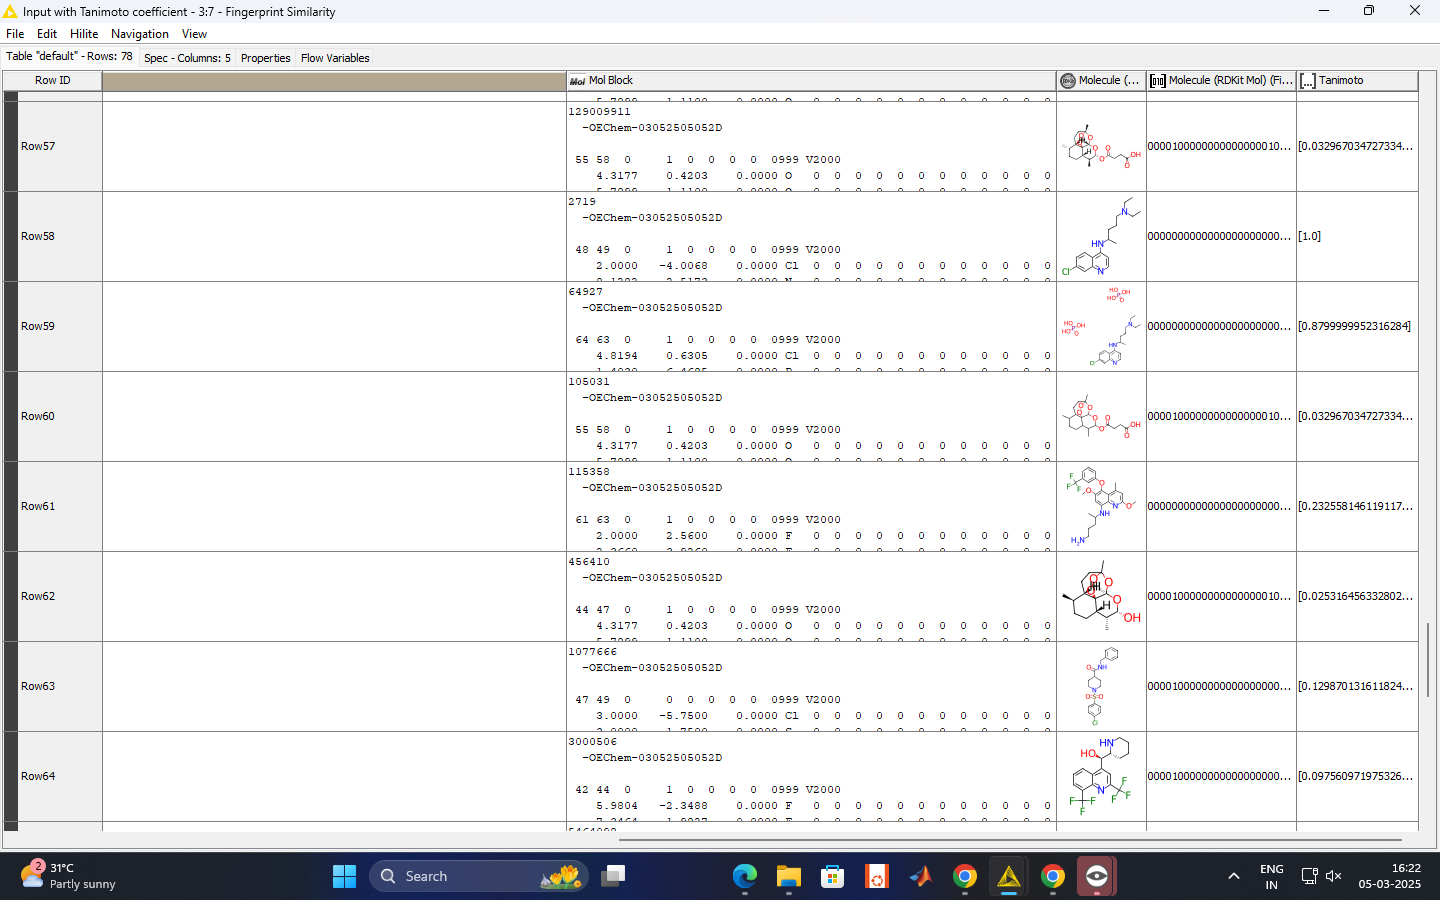 Input with Tanimoto coefficient - 3:7 - Fingerprint Similarity
File Edit Hilite Navigation View
Table "default" - Rows: 78 Spec - Columns: 5 Properties Flow Variables
Row ID Mol Block Molecule (... Molecule (RDKit Mol) (Fi... [...] Tanimoto
Row57
129009911
-OEChem-03052505052D
55 58 0 1 0 0 0 0 0999 V2000
4.3177 0.4203 0.0000 O 0 0 0 0 0 0 0 0 0 0 0 0
OH
0000100000000000000010...
[0.032967034727334...
Row58
2719
-OEChem-03052505052D
48 49 0 1 0 0 0 0 0999 V2000
2.0000 -4.0068 0.0000 Cl 0 0 0 0 0 0 0 0 0 0 0 0
N
HN
Cl
N
0000000000000000000000...
[1.0]
Row59
64927
-OEChem-03052505052D
64 63 0 1 0 0 0 0 0999 V2000
4.8194 0.6305 0.0000 Cl 0 0 0 0 0 0 0 0 0 0 0 0
0000000000000000000000...
[0.8799999952316284]
Row60
105031
-OEChem-03052505052D
55 58 0 1 0 0 0 0 0999 V2000
4.3177 0.4203 0.0000 O 0 0 0 0 0 0 0 0 0 0 0 0
OH
0000100000000000000010...
[0.032967034727334...
Row61
115358
-OEChem-03052505052D
61 63 0 1 0 0 0 0 0999 V2000
2.0000 2.5600 0.0000 F 0 0 0 0 0 0 0 0 0 0 0 0
NH
H₂N
0000000000000000000000...
[0.232558146119117...
Row62
456410
-OEChem-03052505052D
44 47 0 1 0 0 0 0 0999 V2000
4.3177 0.4203 0.0000 O 0 0 0 0 0 0 0 0 0 0 0 0
OH
0000100000000000000010...
[0.025316456332802...
Row63
1077666
-OEChem-03052505052D
47 49 0 0 0 0 0 0 0999 V2000
3.0000 -5.7500 0.0000 Cl 0 0 0 0 0 0 0 0 0 0 0 0
NH
Cl
0000100000000000000000...
[0.129870131611824...
Row64
3000506
-OEChem-03052505052D
42 44 0 1 0 0 0 0 0999 V2000
5.9804 -2.3488 0.0000 F 0 0 0 0 0 0 0 0 0 0 0 0
HN
HO
N
F
0000100000000000000000...
[0.097560971975326...
2
31°C
Partly sunny
Search
ENG
IN
16:22
05-03-2025